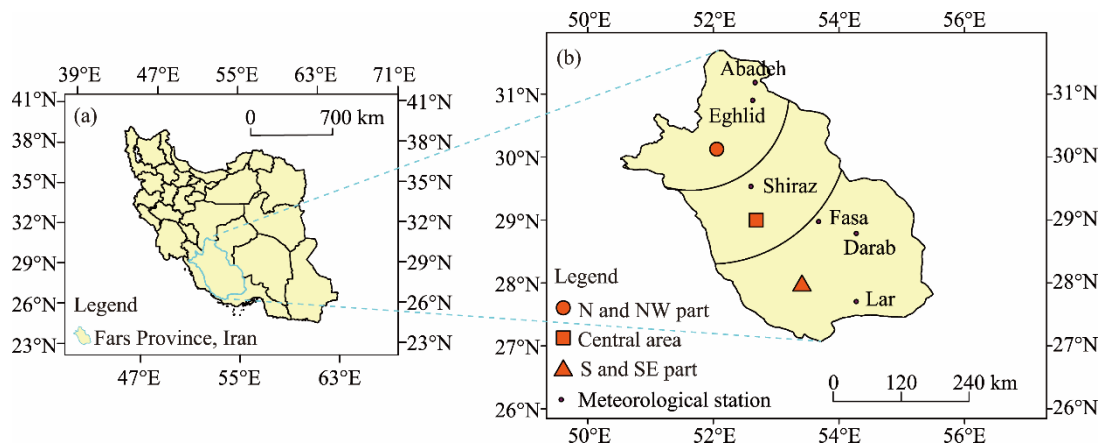 39°E 47°E 55°E 63°E 71°E
41°N 41°N
(a)
0 700 km
38°N 38°N
35°N 35°N
32°N 32°N
29°N 29°N
26°N 26°N
23°N 23°N
Legend
Fars Province, Iran
47°E 55°E 63°E
50°E 52°E 54°E 56°E
(b)
Abadeh
31°N 31°N
Eghlid
30°N 30°N
Shiraz
29°N 29°N
Fasa
Darab
28°N 28°N
Lar
27°N 27°N
26°N 26°N
Legend
N and NW part
Central area
S and SE part
Meteorological station
0 120 240 km
50°E 52°E 54°E 56°E